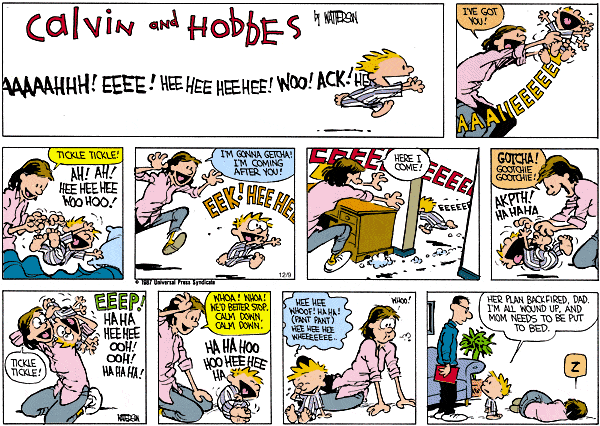 Calvin and HOBBES
by WATTERSON
AAAAAHHH! EEEE! HEE HEE HEE HEE! WOO! ACK! HE
I'VE GOT
YOU!
AAAHEEEEE
TICKLE TICKLE!
AH! AH!
HEE HEE HEE
WOO HOO!
I'M GONNA GETCHA!
I'M COMING
AFTER YOU!
EEK! HEE HEE
© 1987 Universal Press Syndicate
12/9
EEEE
EEEEE
HERE I
COME!
EEEEEE
GOTCHA!
GOOTCHIE
GOOTCHIE!
AKPTH!
HA HA HA
EEEP!
HA HA
HEE HEE
OOH!
OOH!
HA HA HA!
TICKLE
TICKLE!
WATTERSON
WHOA! WHOA!
WE'D BETTER STOP.
CALM DOWN,
CALM DOWN.
HA HA HOO
HOO HEE HEE
HA
HEE HEE
WHOOF! HA HA!
(PANT PANT)
HEE HEE HEE
WHEEEEEEE..
WHOO!
HER PLAN BACKFIRED, DAD.
I'M ALL WOUND UP, AND
MOM NEEDS TO BE PUT
TO BED.
Z